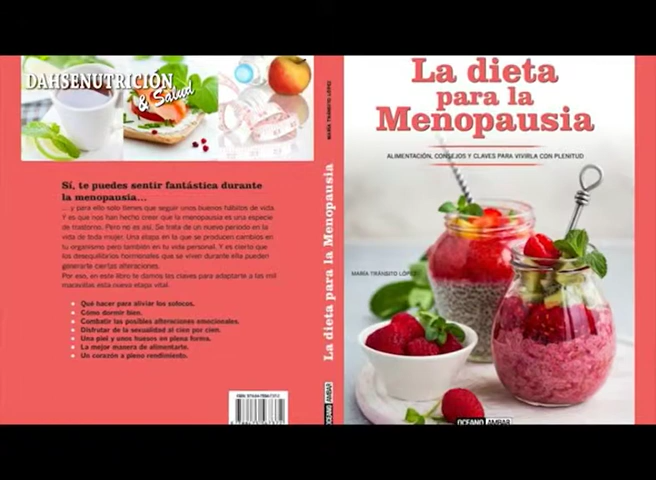 DAHSENUTRICIÓN
& Salud
Sí, te puedes sentir fantástica durante
la menopausia...
... y para ello solo tienes que seguir unos buenos hábitos de vida.
Y es que nos han hecho creer que la menopausia es una especie
de trastorno. Pero no es así. Se trata de un nuevo periodo en la
vida de toda mujer. Una etapa en la que se producen cambios en
tu organismo pero también en tu vida personal. Y es cierto que
los desequilibrios hormonales que se viven durante ella pueden
generarte ciertas alteraciones.
Por eso, en este libro te damos las claves para adaptarte a las mil
maravillas esta nueva etapa vital.
• Qué hacer para aliviar los sofocos.
• Cómo dormir bien.
• Combatir las posibles alteraciones emocionales.
• Disfrutar de la sexualidad al cien por cien.
• Una piel y unos huesos en plena forma.
• La mejor manera de alimentarte.
• Un corazón a pleno rendimiento.
MARÍA TRÁNSITO LÓPEZ
La dieta para la Menopausia
La dieta
para la
Menopausia
ALIMENTACIÓN, CONSEJOS Y CLAVES PARA VIVIRLA CON PLENITUD
MARÍA TRÁNSITO LÓPEZ
OCEANO AMBAR